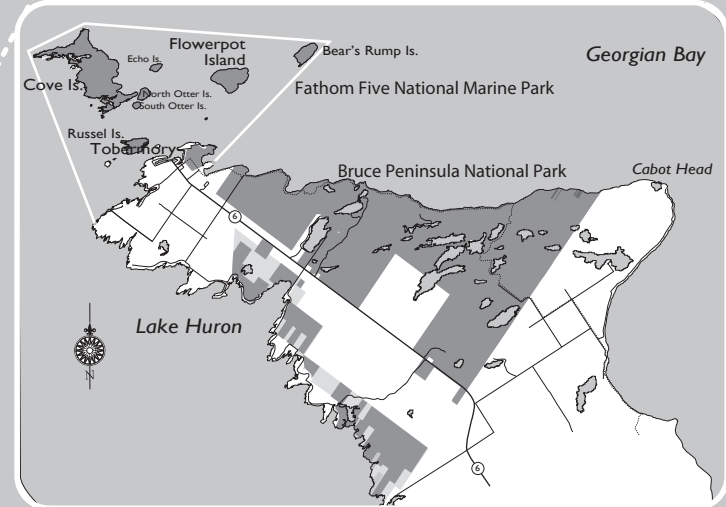 Flowerpot
Island
Bear's Rump Is.
Georgian Bay
Echo Is.
Cove Is.
North Otter Is.
South Otter Is.
Fathom Five National Marine Park
Russel Is.
Tobermory
Bruce Peninsula National Park
Cabot Head
6
Lake Huron
N
6